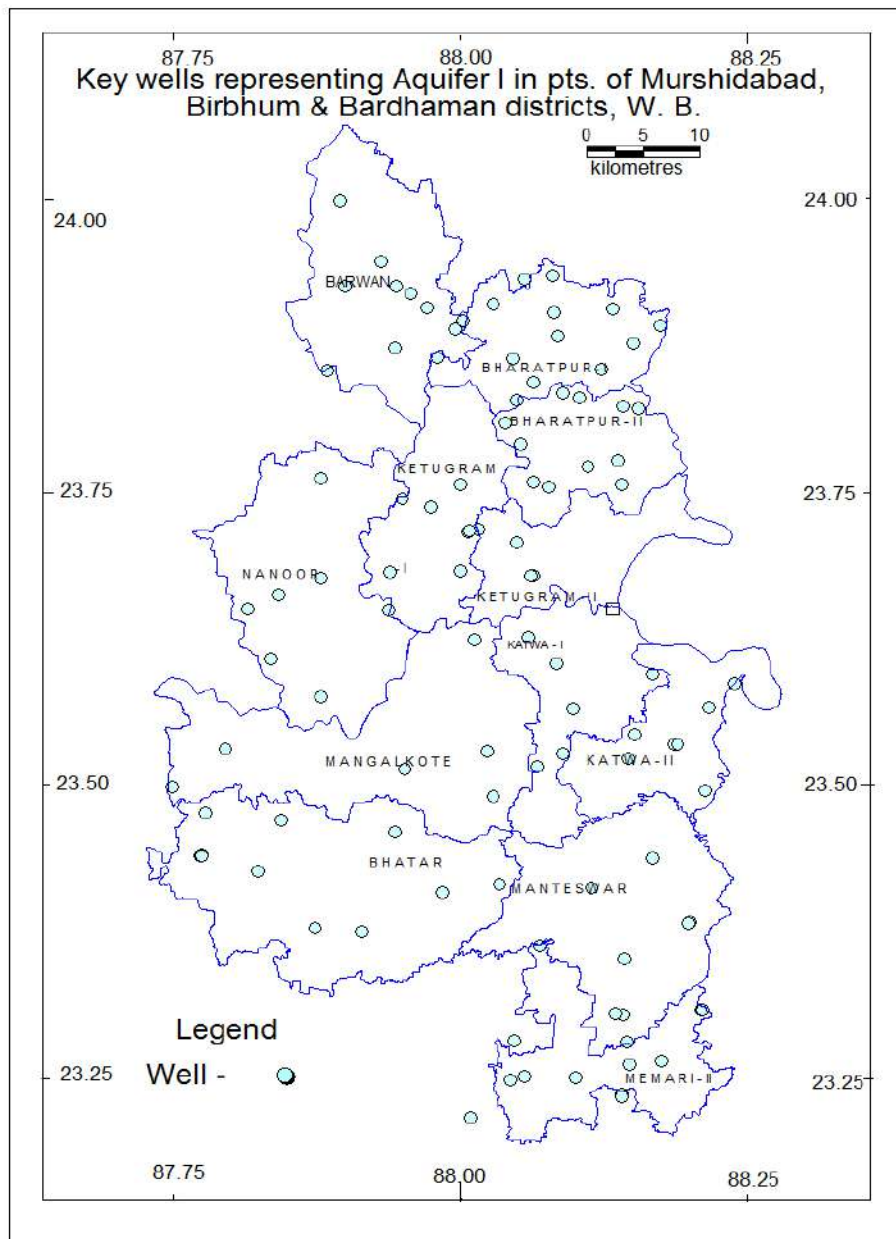 87.75 88.00 88.25
Key wells representing Aquifer I in pts. of Murshidabad,
Birbhum & Bardhaman districts, W. B.
0 5 10
kilometres
24.00 24.00
BARWAN
BHARATPUR - I
BHARATPUR-II
KETUGRAM
23.75 23.75
NANOOR
-I
KETUGRAM-II
KATWA-I
MANGALKOTE
KATWA-II
23.50 23.50
BHATAR
MANTESWAR
Legend
Well -
23.25 23.25
MEMARI-II
87.75 88.00 88.25